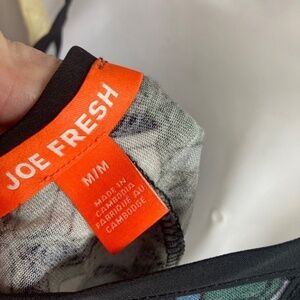 JOE FRESH
M/M
MADE IN
CAMBODIA
FABRIQUÉ AU
CAMBODGE